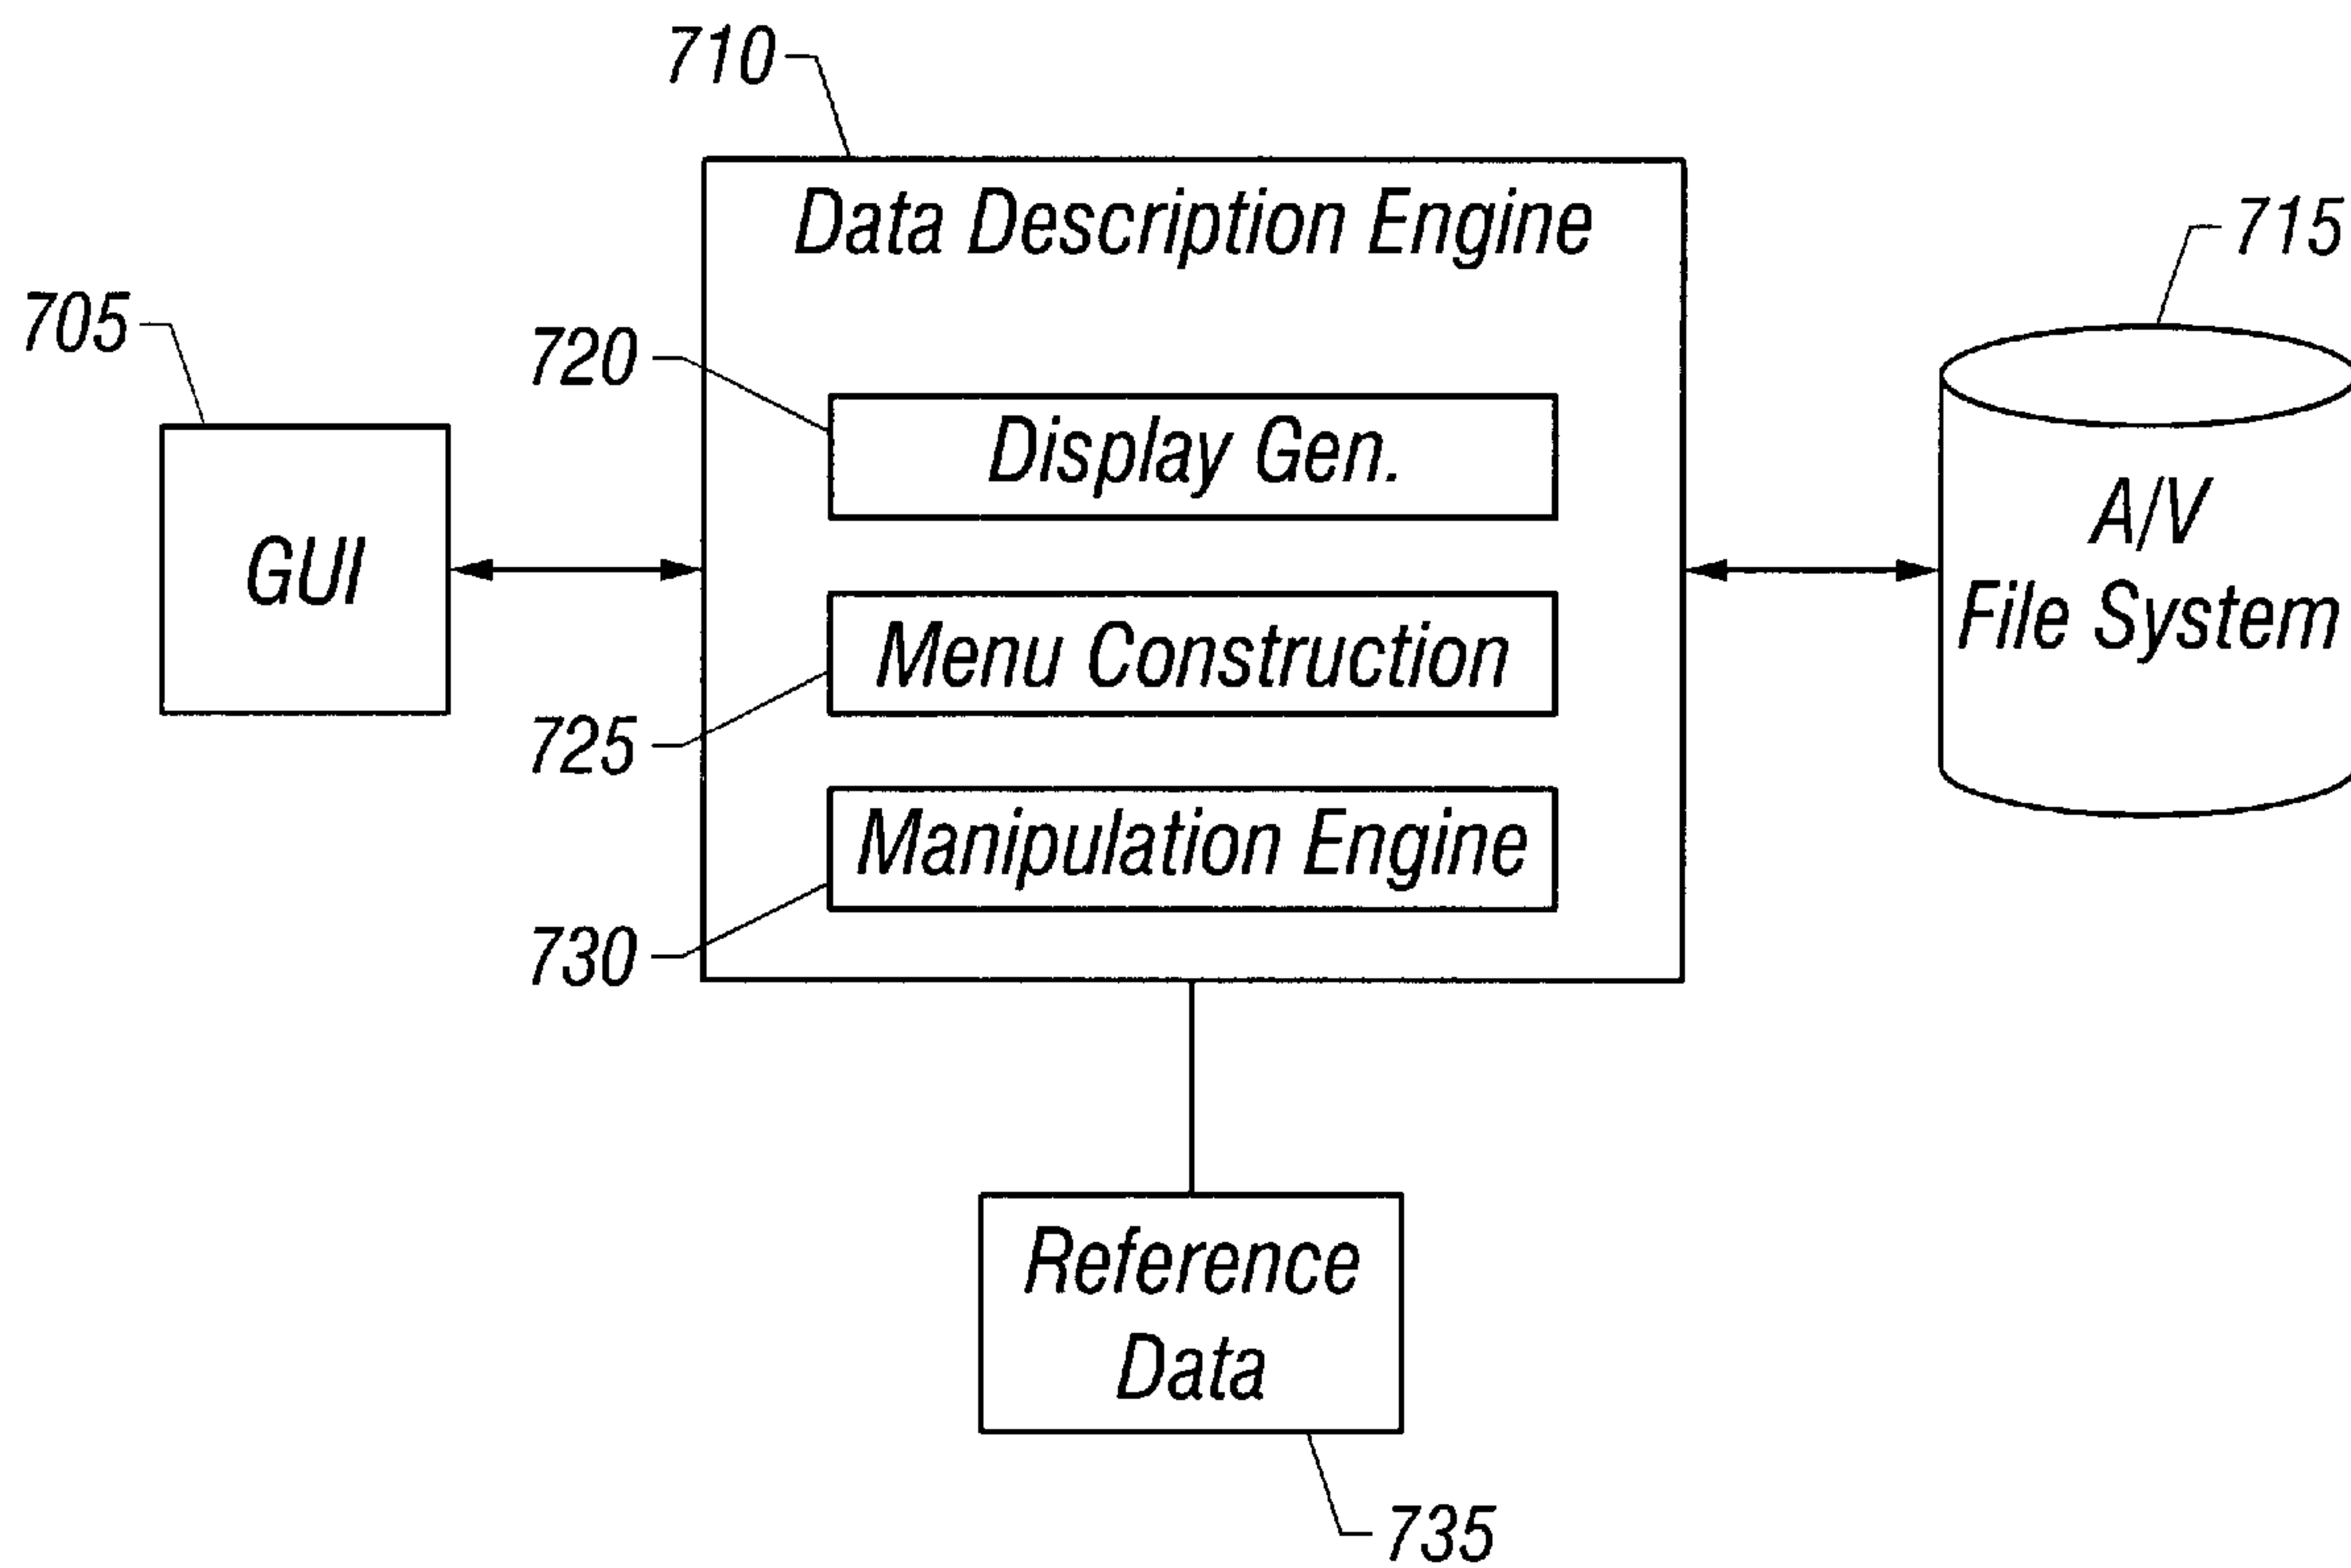 710
Data Description Engine
715
705
720
Display Gen.
A/V
File System
GUI
Menu Construction
725
Manipulation Engine
730
Reference
Data
735